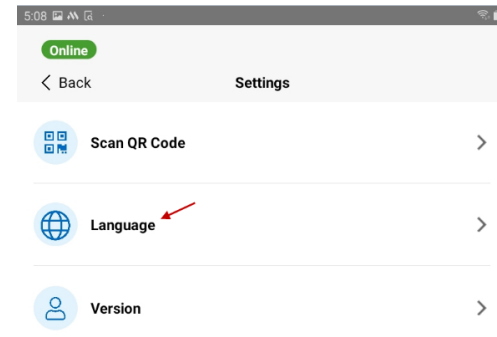 5:08
Online
Back
Settings
Scan QR Code
Language
Version